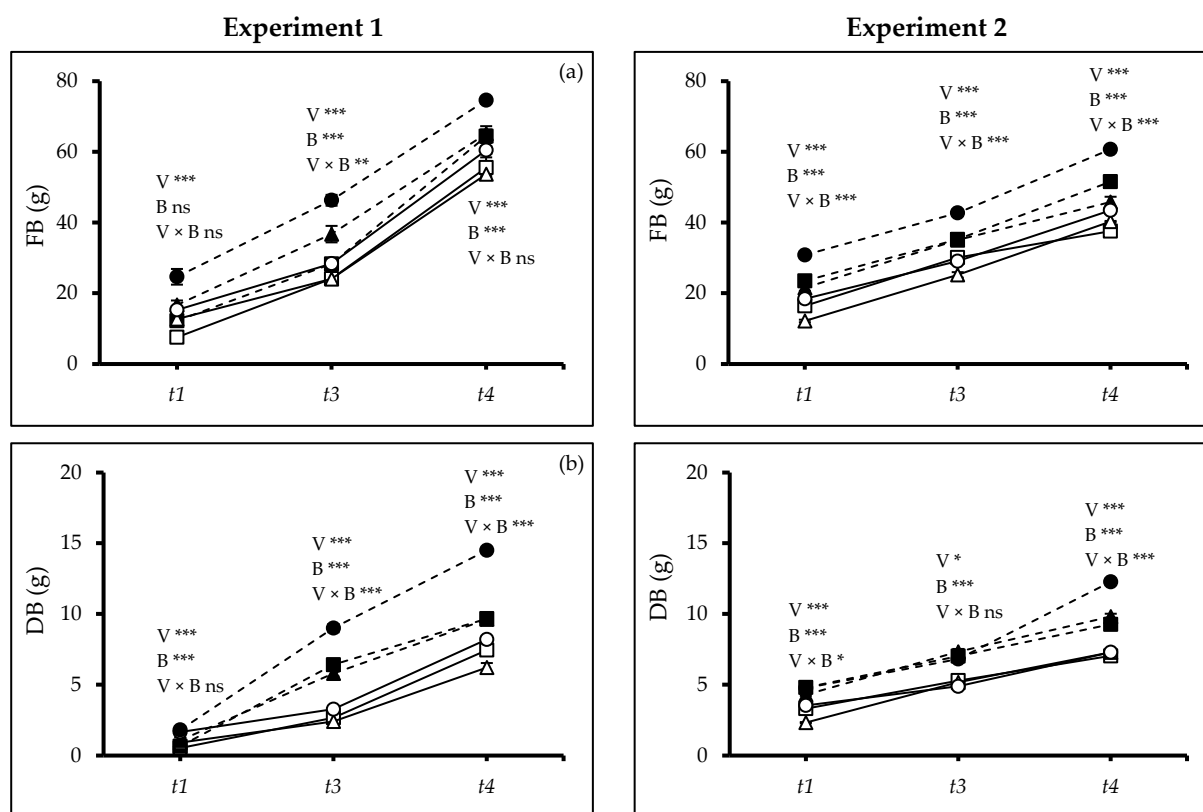 Experiment 1
Experiment 2
(a)
FB (g)
80
60
40
20
0
V ***
B ns
V × B ns
V ***
B ***
V × B **
V ***
B ***
V × B ns
t1
t3
t4
FB (g)
80
60
40
20
0
V ***
B ***
V × B ***
V ***
B ***
V × B ***
V ***
B ***
V × B ***
t1
t3
t4
(b)
DB (g)
20
15
10
5
0
V ***
B ***
V × B ns
V ***
B ***
V × B ***
V ***
B ***
V × B ***
t1
t3
t4
DB (g)
20
15
10
5
0
V ***
B ***
V × B *
V *
B ***
V × B ns
V ***
B ***
V × B ***
t1
t3
t4